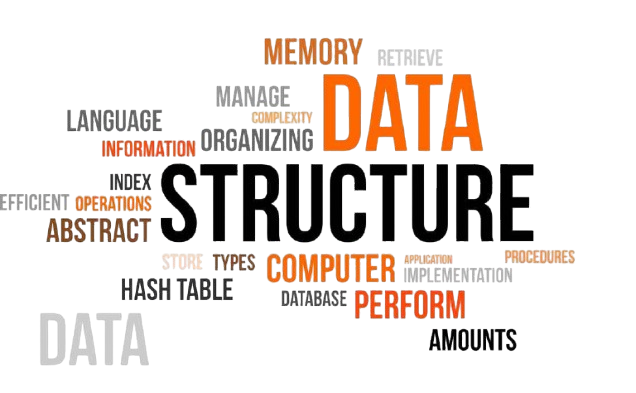 MEMORY RETRIEVE
MANAGE DATA
COMPLEXITY
LANGUAGE
INFORMATION ORGANIZING
INDEX STRUCTURE
EFFICIENT OPERATIONS
ABSTRACT
STORE TYPES COMPUTER APPLICATION PROCEDURES
IMPLEMENTATION
HASH TABLE DATABASE PERFORM
DATA AMOUNTS